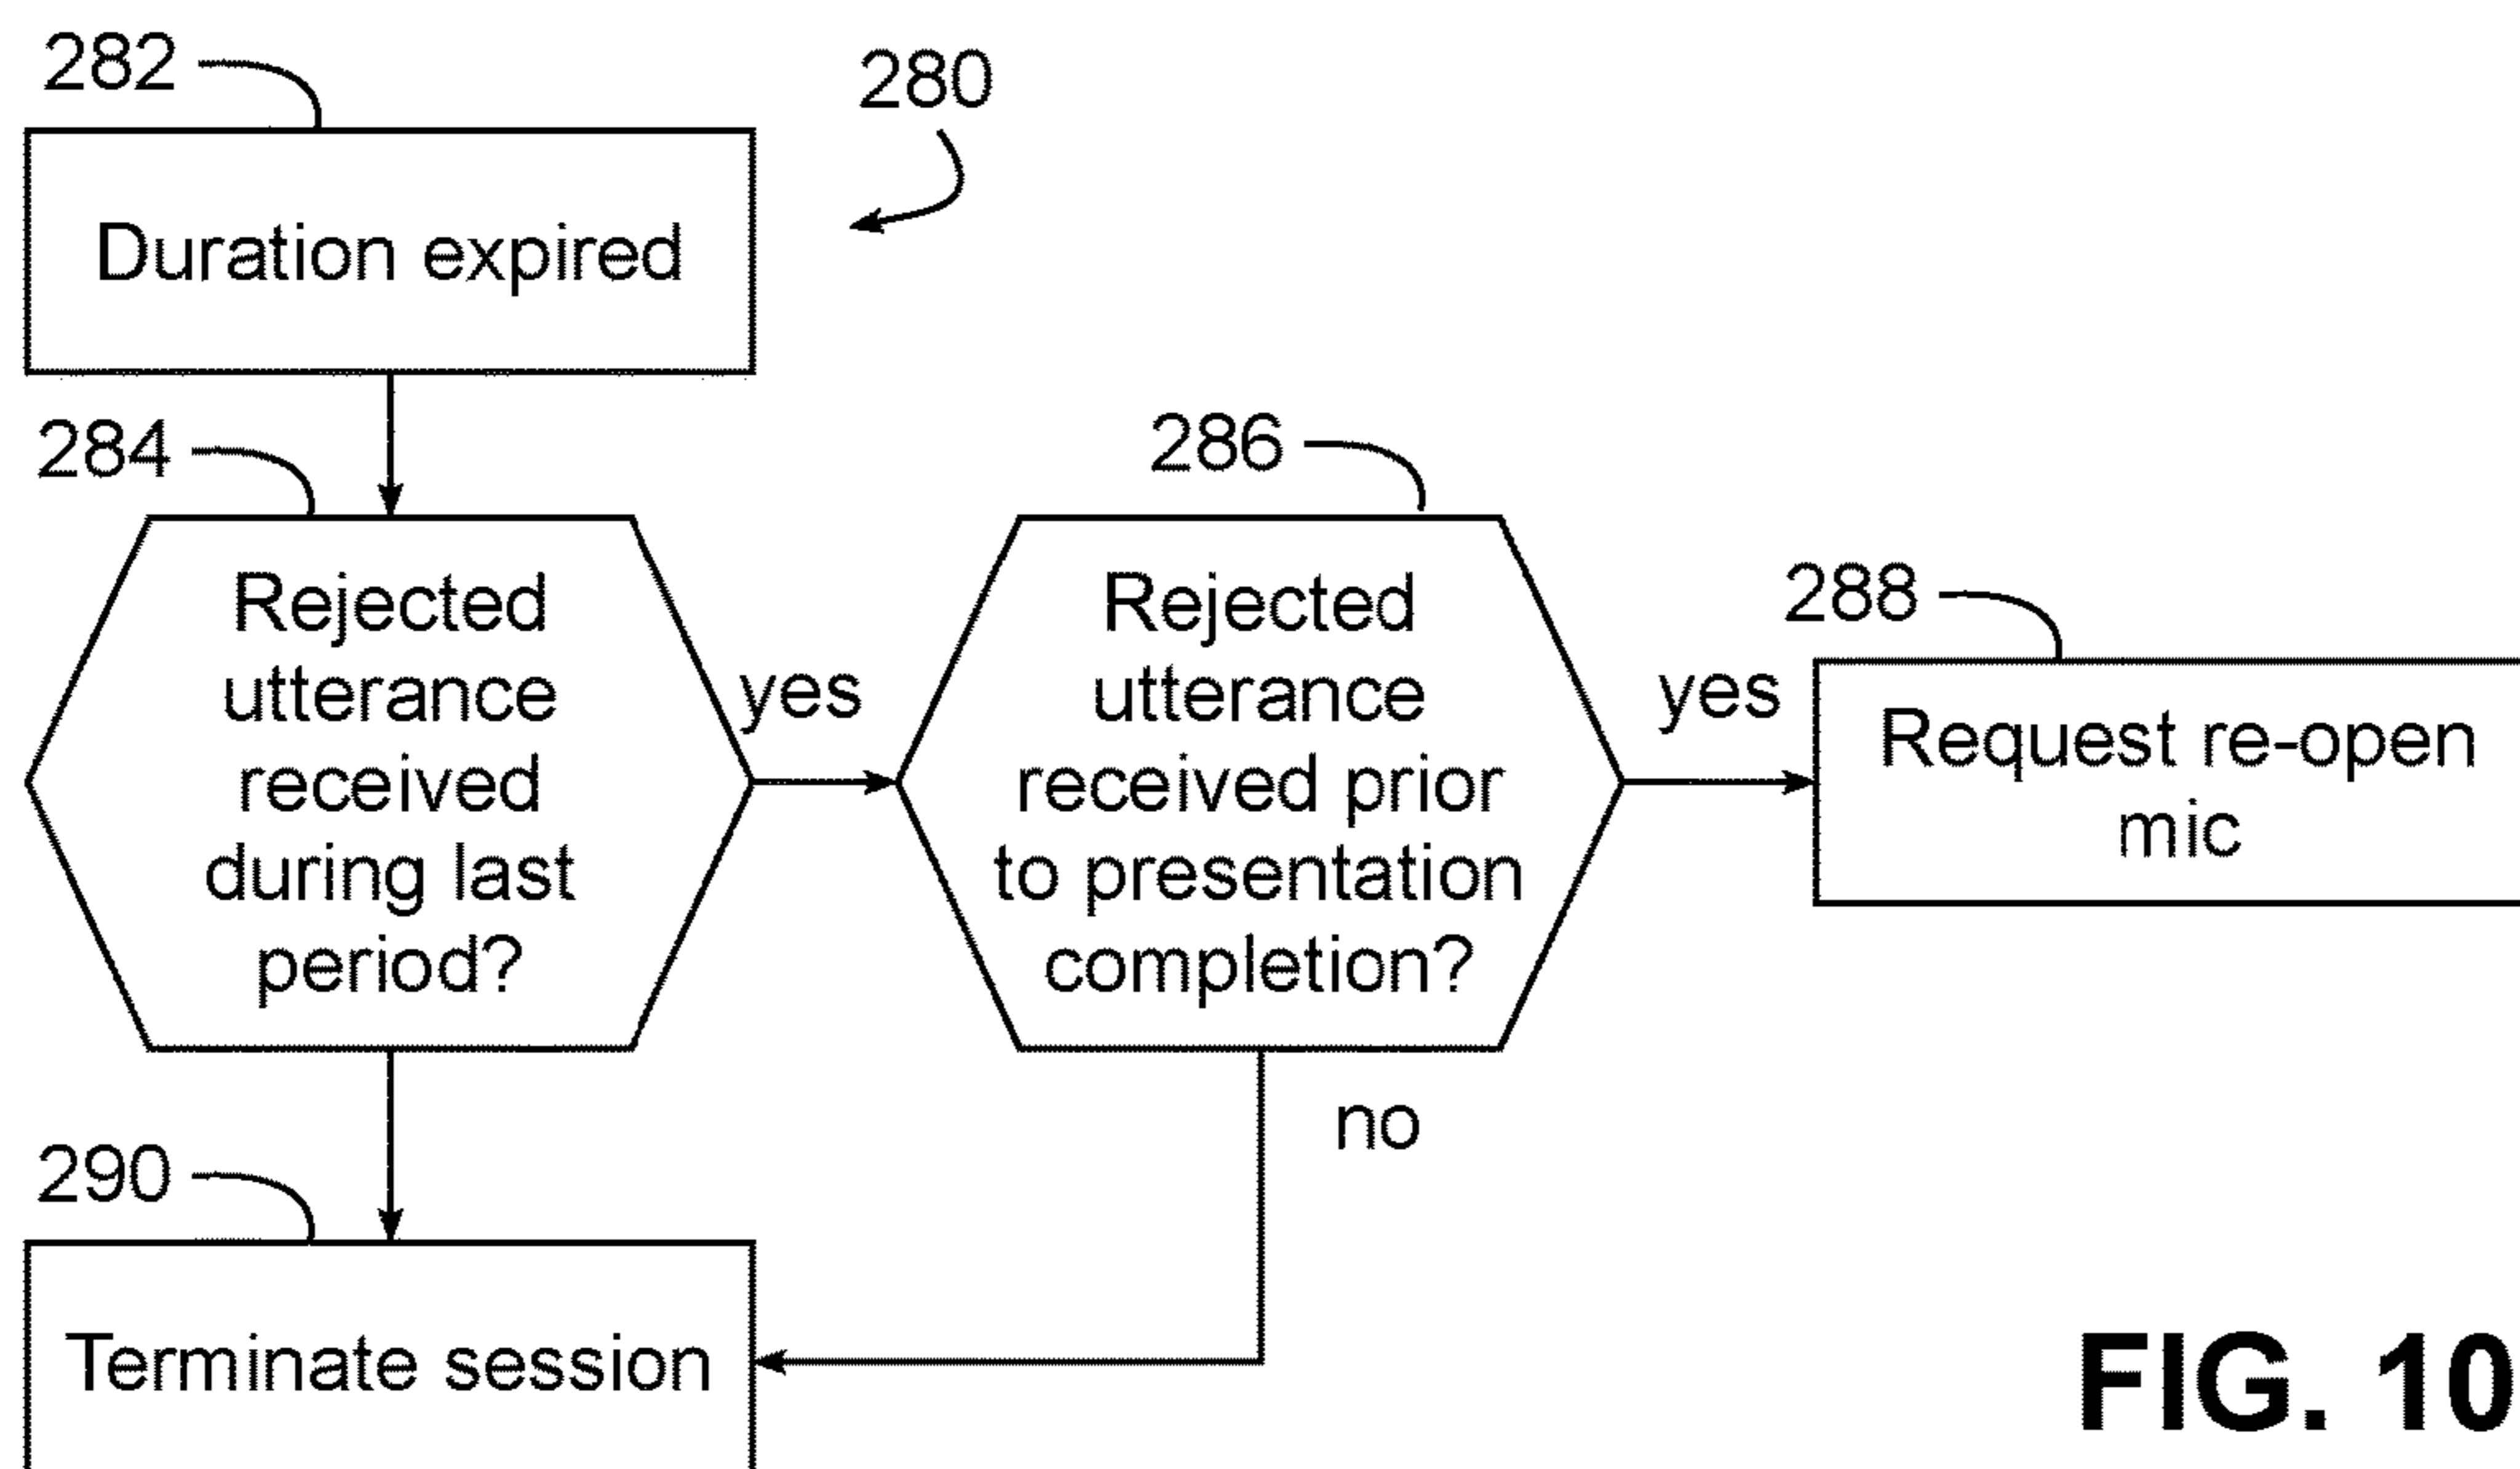 282
280
Duration expired
284
286
Rejected
utterance
received
during last
period?
yes
Rejected
utterance
received prior
to presentation
completion?
yes
288
Request re-open
mic
no
290
Terminate session
FIG. 10